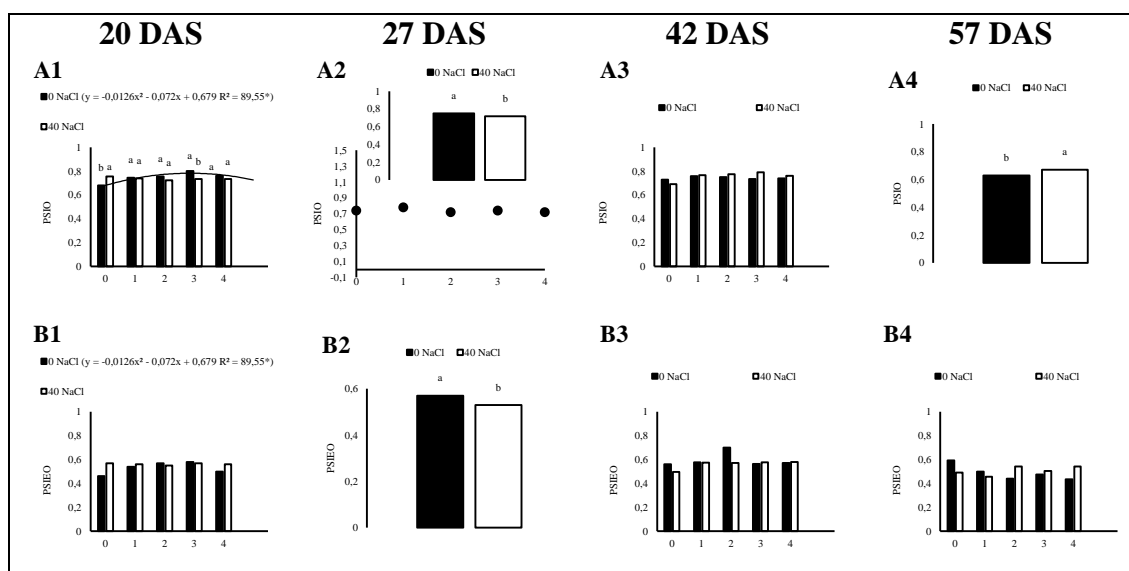 20 DAS 27 DAS 42 DAS 57 DAS
A1
0 NaCl (y = -0,0126x² - 0,072x + 0,679 R² = 89,55*)
40 NaCl
PSIO
1
0,8
0,6
0,4
0,2
0
b a a a a a a b a a
0 1 2 3 4
A2
0 NaCl 40 NaCl
1
0,8
0,6
0,4
0,2
0
a b
PSIO
1,5
1,3
1,1
0,9
0,7
0,5
0,3
0,1
-0,1
0 1 2 3 4
A3
0 NaCl 40 NaCl
PSIO
1
0,8
0,6
0,4
0,2
0
0 1 2 3 4
A4
0 NaCl 40 NaCl
PSIO
1
0,8
0,6
0,4
0,2
0
b a
B1
0 NaCl (y = -0,0126x² - 0,072x + 0,679 R² = 89,55*)
40 NaCl
PSIEO
1
0,8
0,6
0,4
0,2
0
0 1 2 3 4
B2
0 NaCl 40 NaCl
PSIEO
0,6
0,4
0,2
0
a b
B3
0 NaCl 40 NaCl
PSIEO
1
0,8
0,6
0,4
0,2
0
0 1 2 3 4
B4
0 NaCl 40 NaCl
PSIEO
1
0,8
0,6
0,4
0,2
0
0 1 2 3 4